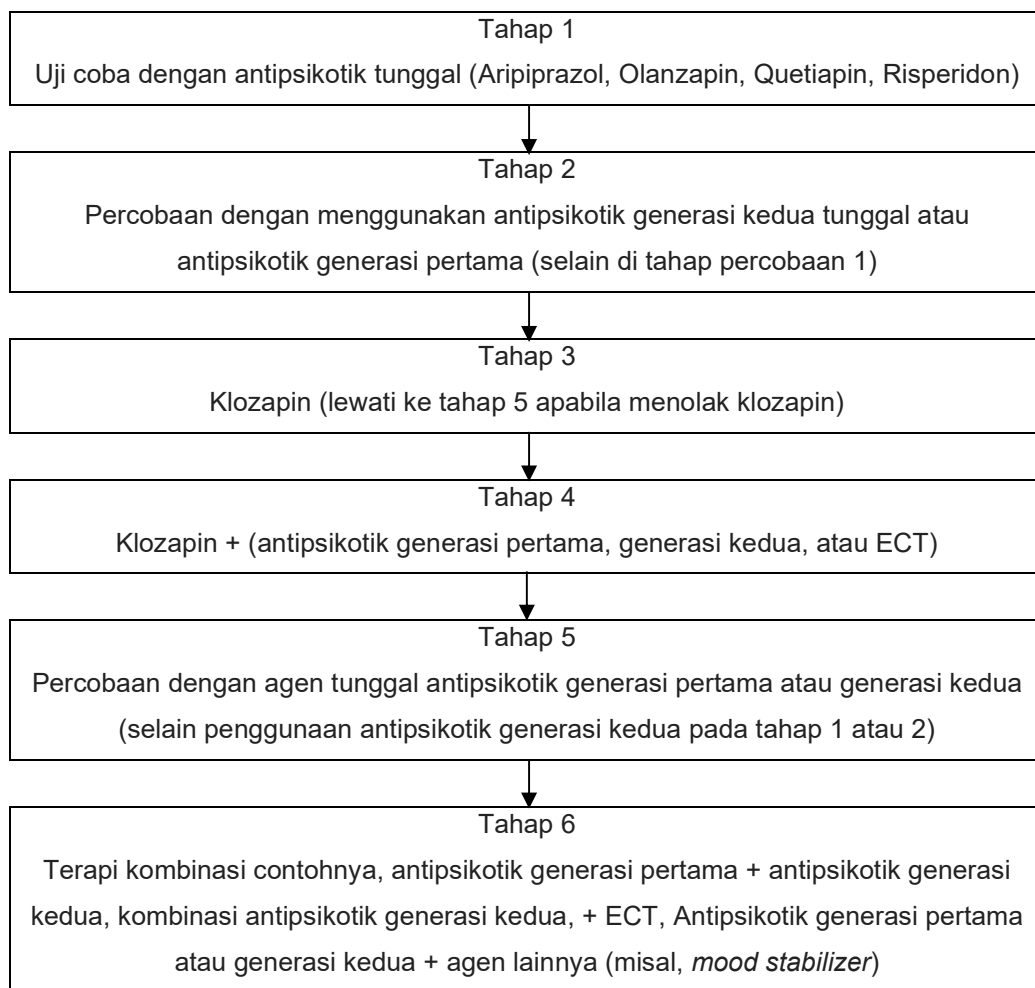 Tahap 1
Uji coba dengan antipsikotik tunggal (Aripiprazol, Olanzapin, Quetiapin, Risperidon)
Tahap 2
Percobaan dengan menggunakan antipsikotik generasi kedua tunggal atau
antipsikotik generasi pertama (selain di tahap percobaan 1)
Tahap 3
Klozapin (lewati ke tahap 5 apabila menolak klozapin)
Tahap 4
Klozapin + (antipsikotik generasi pertama, generasi kedua, atau ECT)
Tahap 5
Percobaan dengan agen tunggal antipsikotik generasi pertama atau generasi kedua
(selain penggunaan antipsikotik generasi kedua pada tahap 1 atau 2)
Tahap 6
Terapi kombinasi contohnya, antipsikotik generasi pertama + antipsikotik generasi
kedua, kombinasi antipsikotik generasi kedua, + ECT, Antipsikotik generasi pertama
atau generasi kedua + agen lainnya (misal, mood stabilizer)